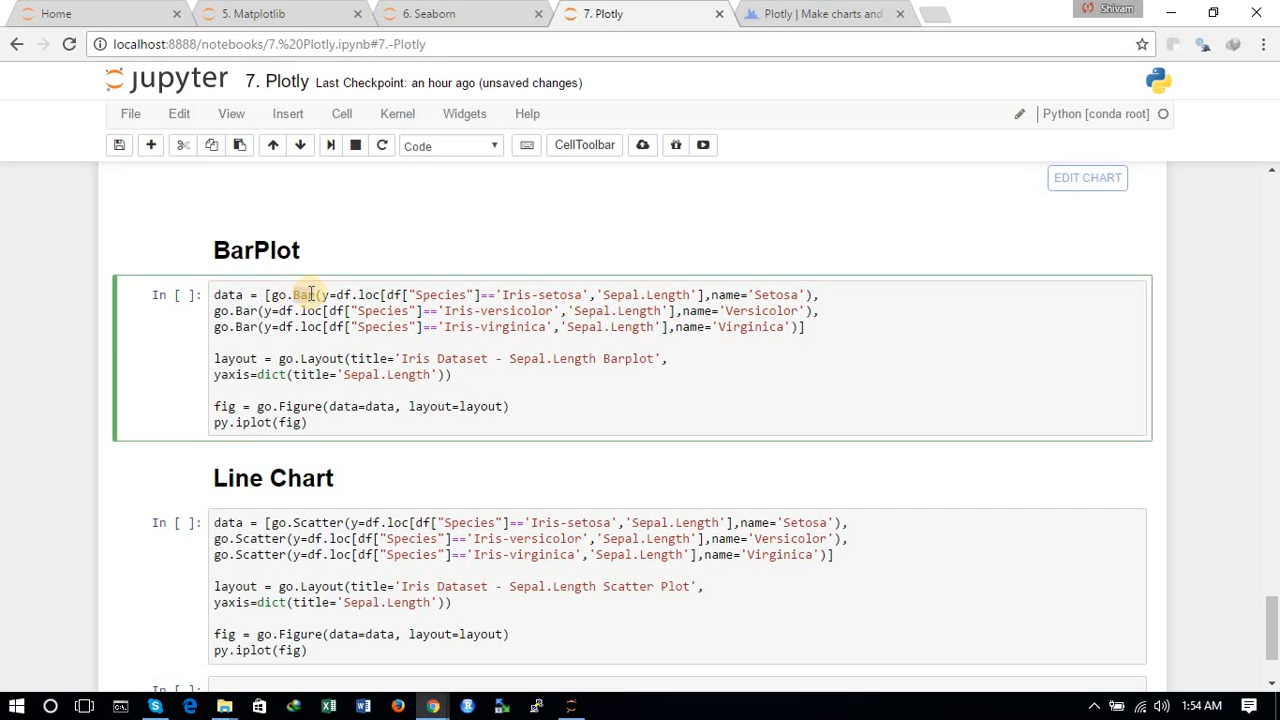 Home
5. Matplotlib
6. Seaborn
7. Plotly
Plotly | Make charts and
Shivam
localhost:8888/notebooks/7.%20Plotly.ipynb#7.-Plotly
jupyter 7. Plotly Last Checkpoint: an hour ago (unsaved changes)
File Edit View Insert Cell Kernel Widgets Help
Python [conda root]
Code
CellToolbar
EDIT CHART
BarPlot
In [ ]:
data = [go.Bar(y=df.loc[df["Species"]=='Iris-setosa','Sepal.Length'],name='Setosa'),
go.Bar(y=df.loc[df["Species"]=='Iris-versicolor','Sepal.Length'],name='Versicolor'),
go.Bar(y=df.loc[df["Species"]=='Iris-virginica','Sepal.Length'],name='Virginica')]
layout = go.Layout(title='Iris Dataset - Sepal.Length Barplot',
yaxis=dict(title='Sepal.Length'))
fig = go.Figure(data=data, layout=layout)
py.iplot(fig)
Line Chart
In [ ]:
data = [go.Scatter(y=df.loc[df["Species"]=='Iris-setosa','Sepal.Length'],name='Setosa'),
go.Scatter(y=df.loc[df["Species"]=='Iris-versicolor','Sepal.Length'],name='Versicolor'),
go.Scatter(y=df.loc[df["Species"]=='Iris-virginica','Sepal.Length'],name='Virginica')]
layout = go.Layout(title='Iris Dataset - Sepal.Length Scatter Plot',
yaxis=dict(title='Sepal.Length'))
fig = go.Figure(data=data, layout=layout)
py.iplot(fig)
In [ ]:
1:54 AM